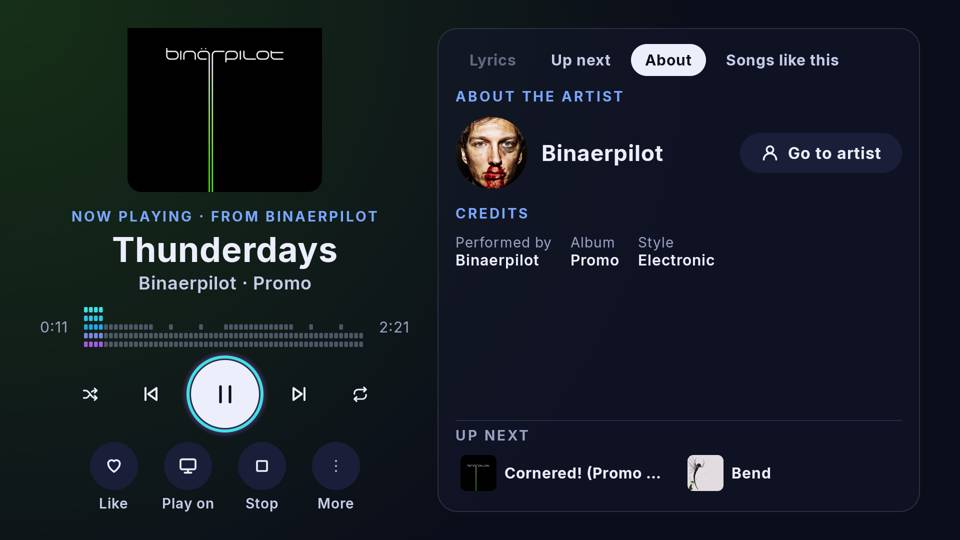 binärpilot
NOW PLAYING · FROM BINAERPILOT
Thunderdays
Binaerpilot · Promo
0:11
2:21
Like
Play on
Stop
More
Lyrics
Up next
About
Songs like this
ABOUT THE ARTIST
Binaerpilot
Go to artist
CREDITS
Performed by
Binaerpilot
Album
Promo
Style
Electronic
UP NEXT
Cornered! (Promo ...
Bend